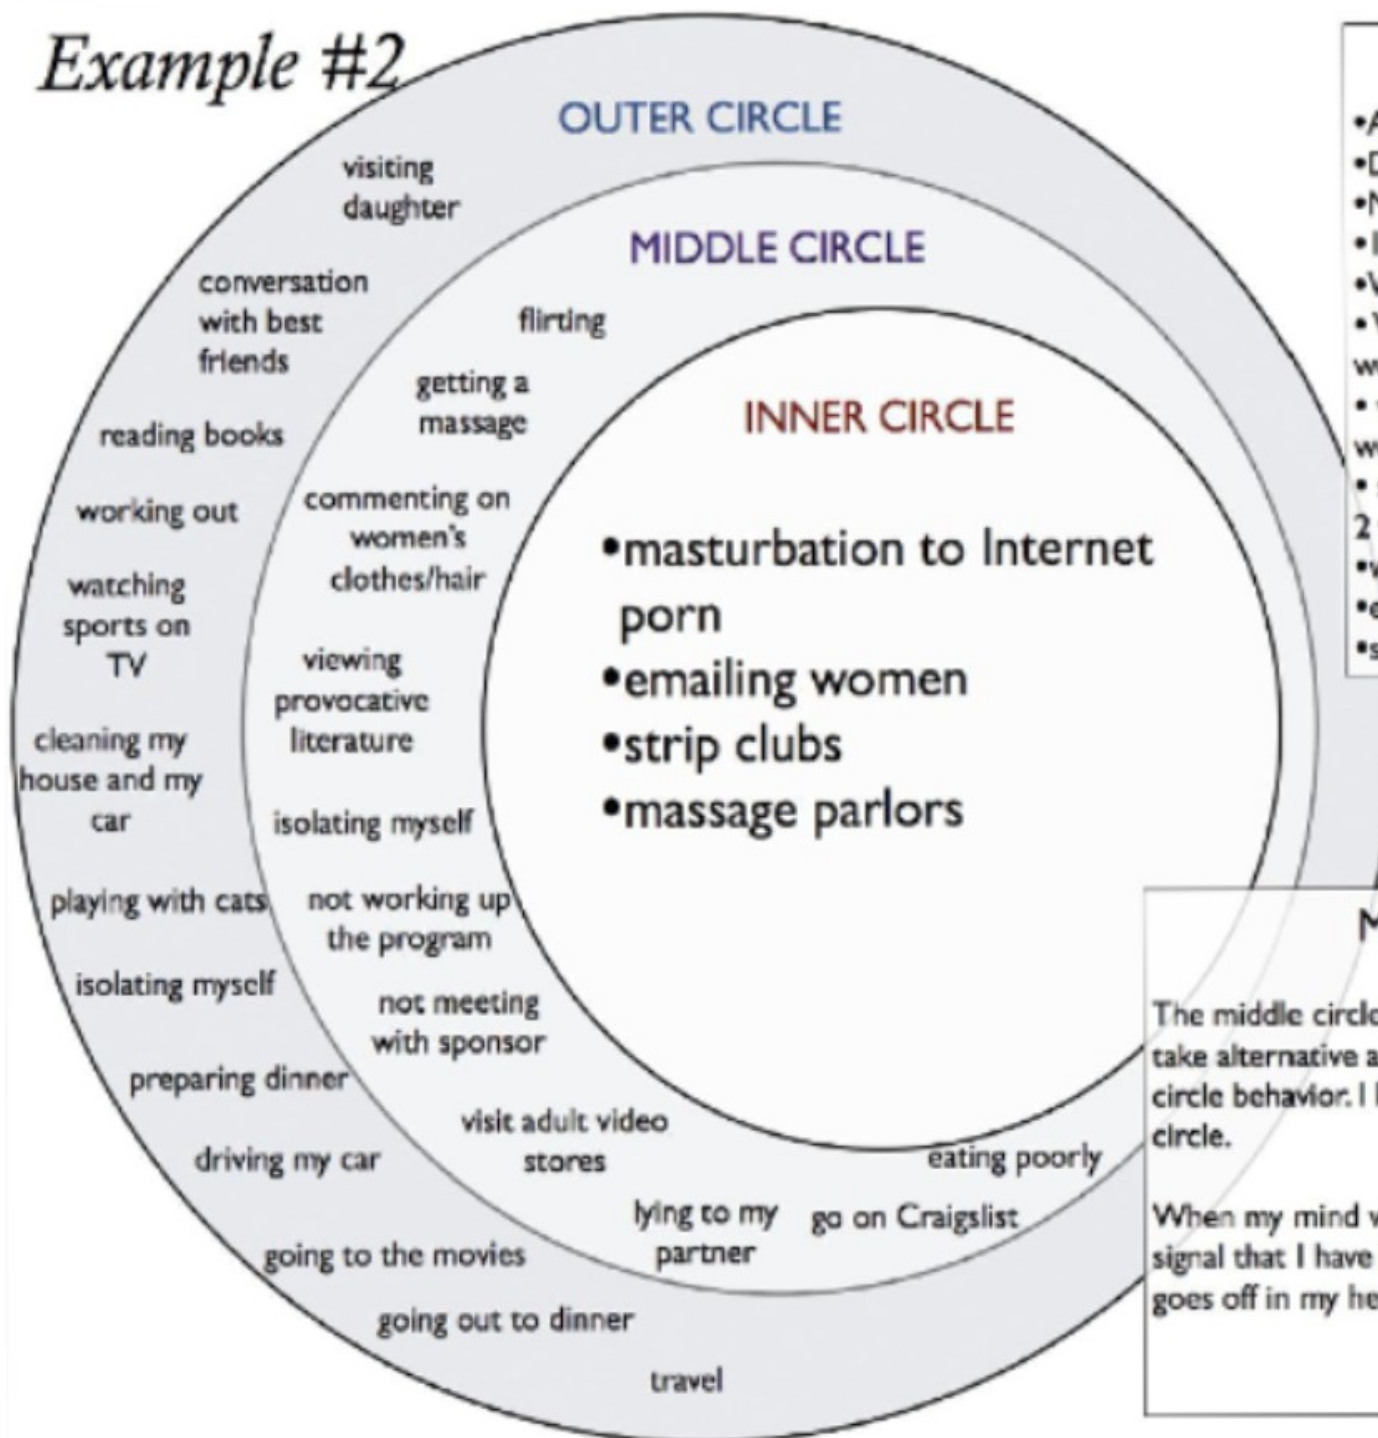 Example #2
OUTER CIRCLE
visiting
daughter
conversation
with best
friends
reading books
working out
watching
sports on
TV
cleaning my
house and my
car
playing with cats
isolating myself
preparing dinner
driving my car
going to the movies
going out to dinner
travel
MIDDLE CIRCLE
flirting
getting a
massage
commenting on
women's
clothes/hair
viewing
provocative
literature
isolating myself
not working up
the program
not meeting
with sponsor
visit adult video
stores
lying to my
partner
go on Craigslist
eating poorly
INNER CIRCLE
•masturbation to Internet
porn
•emailing women
•strip clubs
•massage parlors
2
The middle circle
take alternative
circle behavior. I
circle.
When my mind
signal that I have
goes off in my